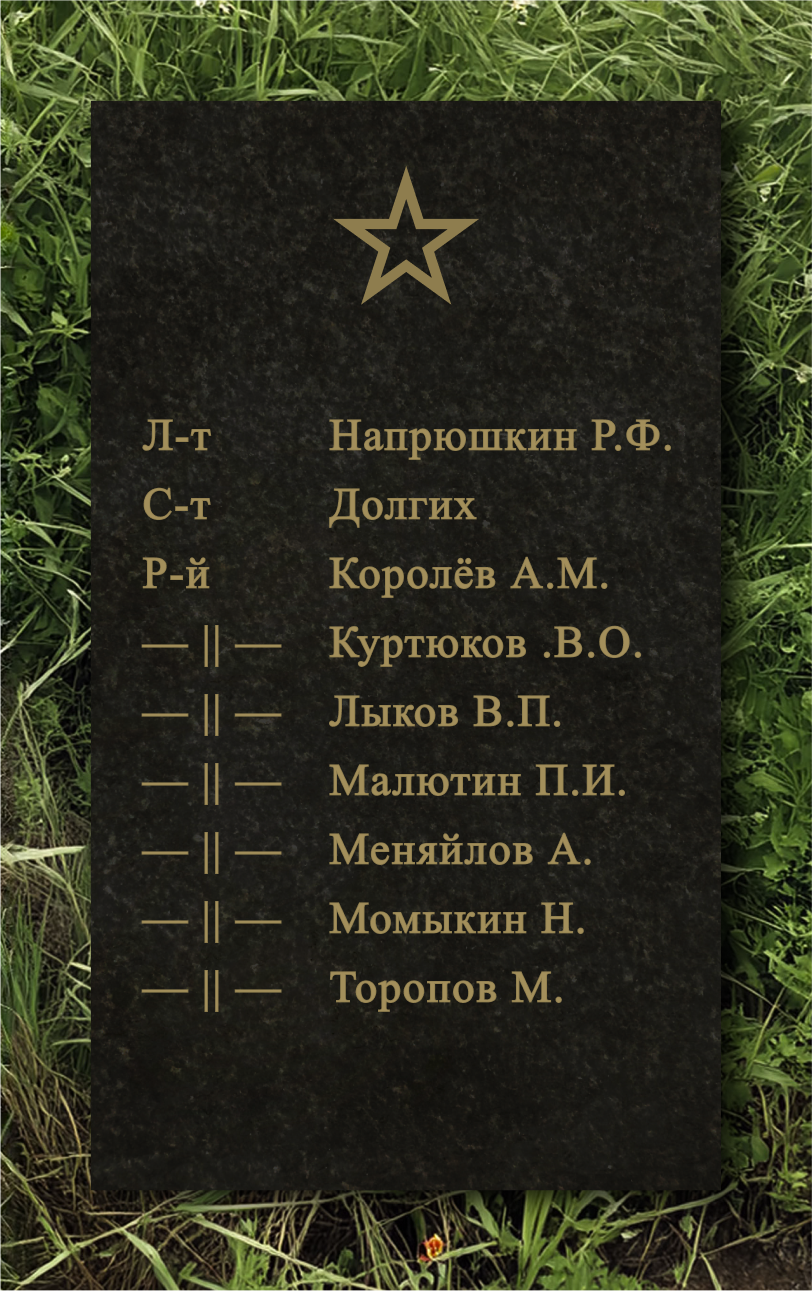 Л-т Напрюшкин Р.Ф.
С-т Долгих
Р-й Королёв А.М.
— || — Куртюков .В.О.
— || — Лыков В.П.
— || — Малютин П.И.
— || — Меняйлов А.
— || — Момыкин Н.
— || — Торопов М.